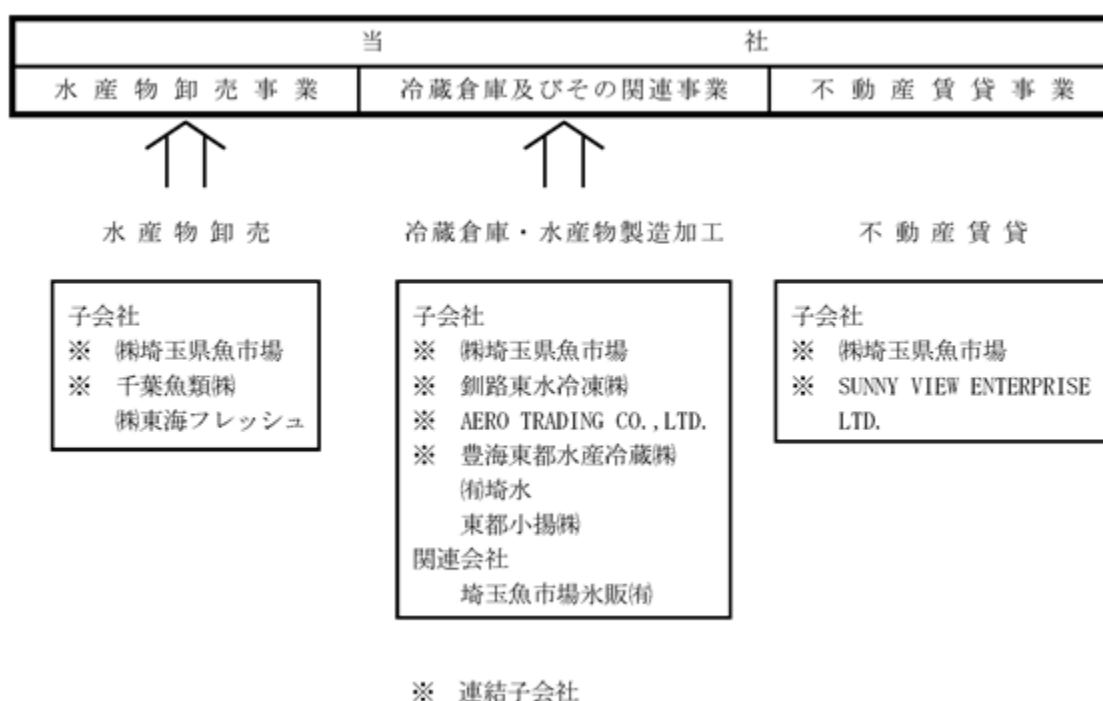 当社
水産物卸売事業
冷蔵倉庫及びその関連事業
不動産賃貸事業
水産物卸売
子会社
※ ㈱埼玉県魚市場
※ 千葉魚類㈱
㈱東海フレッシュ
冷蔵倉庫・水産物製造加工
子会社
※ ㈱埼玉県魚市場
※ 釧路東水冷凍㈱
※ AERO TRADING CO.,LTD.
※ 豊海東都水産冷蔵㈱
㈲埼水
東都小揚㈱
関連会社
埼玉魚市場氷販㈲
不動産賃貸
子会社
※ ㈱埼玉県魚市場
※ SUNNY VIEW ENTERPRISE
LTD.
※ 連結子会社